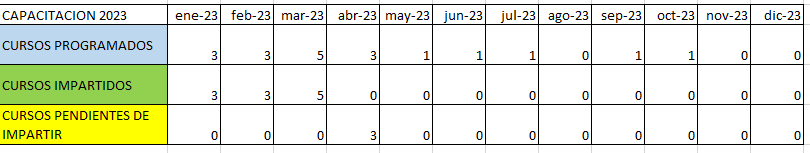 CAPACITACION 2023 ene-23 feb-23 mar-23 abr-23 may-23 jun-23 jul-23 ago-23 sep-23 oct-23 nov-23 dic-23
CURSOS PROGRAMADOS 3 3 5 3 1 1 1 0 1 1 0 0
CURSOS IMPARTIDOS 3 3 5 0 0 0 0 0 0 0 0 0
CURSOS PENDIENTES DE
IMPARTIR 0 0 0 3 0 0 0 0 0 0 0 0